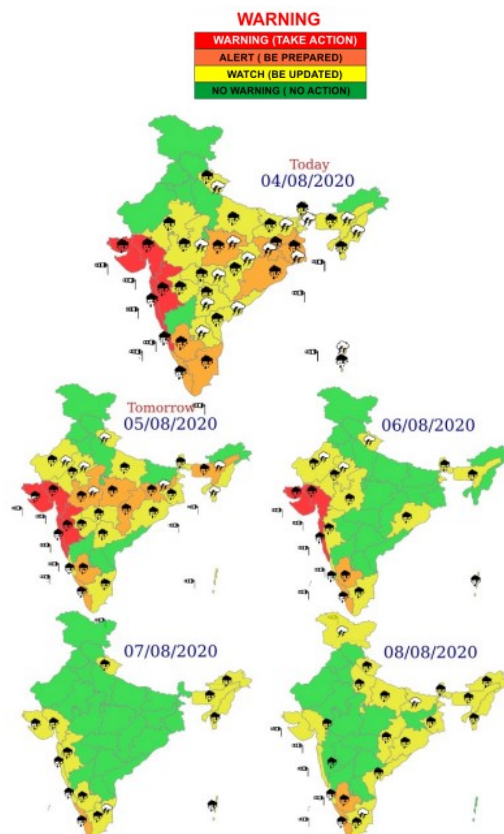 WARNING
WARNING (TAKE ACTION)
ALERT ( BE PREPARED)
WATCH (BE UPDATED)
NO WARNING ( NO ACTION)
Today
04/08/2020
Tomorrow
05/08/2020
06/08/2020
07/08/2020
08/08/2020